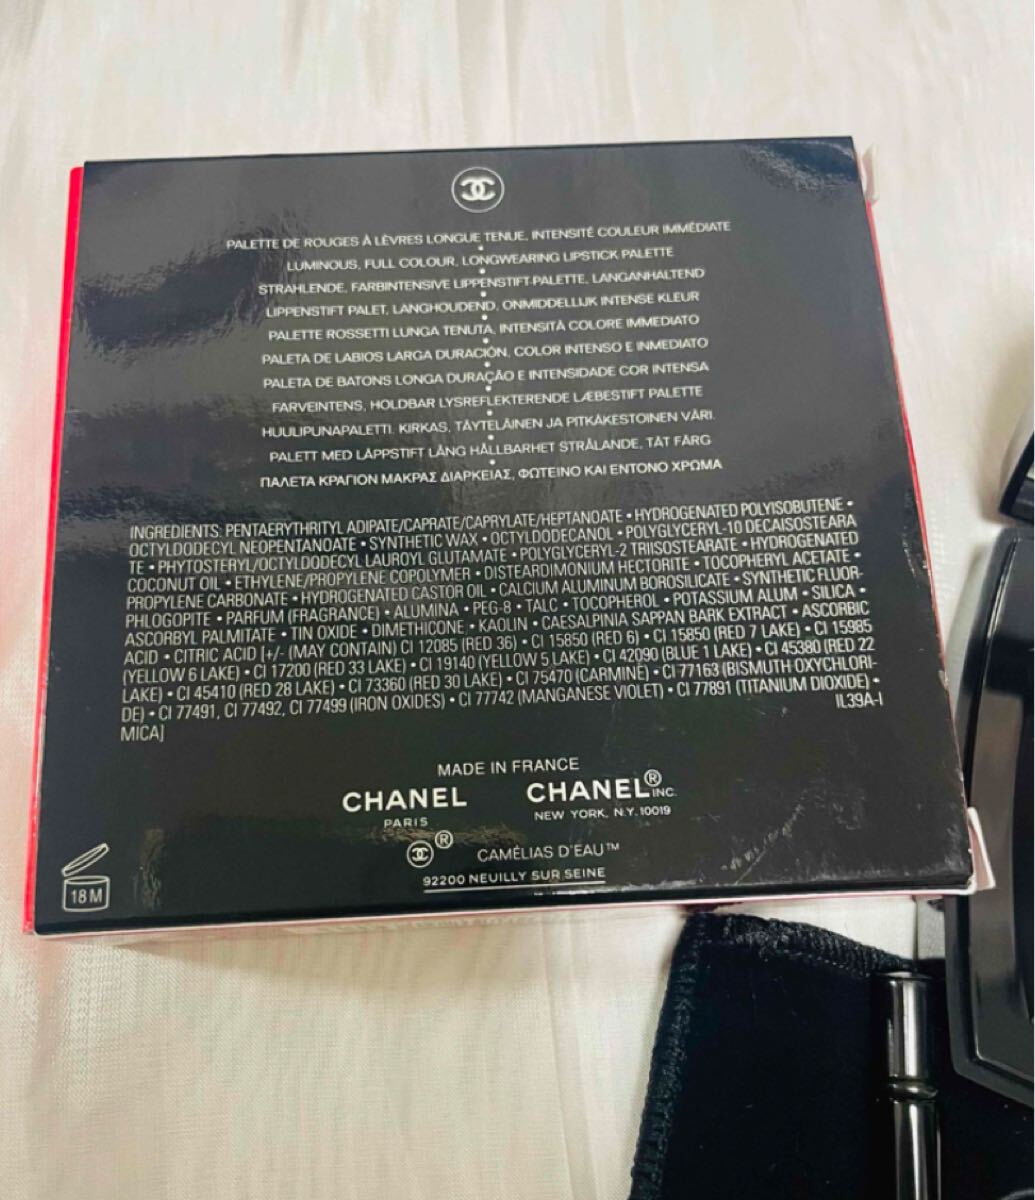 PALETTE DE ROUGES À LÈVRES LONGUE TENUE, INTENSITÉ COULEUR IMMÉDIATE
LUMINOUS, FULL COLOUR, LONGWEARING LIPSTICK PALETTE
STRAHLENDE, FARBINTENSIVE LIPPENSTIFT-PALETTE, LANGANHALTEND
LIPPENSTIFT PALET, LANGHOUDEND, ONMIDDELLIJK INTENSE KLEUR
PALETTE ROSSETTI LUNGA TENUTA, INTENSITÀ COLORE IMMEDIATO
PALETA DE LABIOS LARGA DURACIÓN, COLOR INTENSO E INMEDIATO
PALETA DE BATONS LONGA DURAÇÃO E INTENSIDADE COR INTENSA
FARVEINTENS, HOLDBAR LYSREFLEKTERENDE LÆBESTIFT PALETTE
HUULIPUNAPALETTI. KIRKAS, TÄYTELÄINEN JA PITKÄKESTOINEN VÄRI.
PALETT MED LÄPPSTIFT LÅNG HÅLLBARHET STRÅLANDE, TÄT FÄRG
ΠΑΛΕΤΑ ΚΡΑΓΙΟΝ ΜΑΚΡΑΣ ΔΙΑΡΚΕΙΑΣ, ΦΩΤΕΙΝΟ ΚΑΙ ΕΝΤΟΝΟ ΧΡΩΜΑ
INGREDIENTS: PENTAERYTHRITYL ADIPATE/CAPRATE/CAPRYLATE/HEPTANOATE • HYDROGENATED POLYISOBUTENE •
OCTYLDODECYL NEOPENTANOATE • SYNTHETIC WAX • OCTYLDODECANOL • POLYGLYCERYL-10 DECAISOSTEARA
TE • PHYTOSTERYL/OCTYLDODECYL LAUROYL GLUTAMATE • POLYGLYCERYL-2 TRIISOSTEARATE • HYDROGENATED
COCONUT OIL • ETHYLENE/PROPYLENE COPOLYMER • DISTEARDIMONIUM HECTORITE • TOCOPHERYL ACETATE •
PROPYLENE CARBONATE • HYDROGENATED CASTOR OIL • CALCIUM ALUMINUM BOROSILICATE • SYNTHETIC FLUOR-
PHLOGOPITE • PARFUM (FRAGRANCE) • ALUMINA • PEG-8 • TALC • TOCOPHEROL • POTASSIUM ALUM • SILICA •
ASCORBYL PALMITATE • TIN OXIDE • DIMETHICONE • KAOLIN • CAESALPINIA SAPPAN BARK EXTRACT • ASCORBIC
ACID • CITRIC ACID [+/- (MAY CONTAIN) CI 12085 (RED 36) • CI 15850 (RED 6) • CI 15850 (RED 7 LAKE) • CI 15985
(YELLOW 6 LAKE) • CI 17200 (RED 33 LAKE) • CI 19140 (YELLOW 5 LAKE) • CI 42090 (BLUE 1 LAKE) • CI 45380 (RED 22
LAKE) • CI 45410 (RED 28 LAKE) • CI 73360 (RED 30 LAKE) • CI 75470 (CARMINE) • CI 77163 (BISMUTH OXYCHLORI-
DE) • CI 77491, CI 77492, CI 77499 (IRON OXIDES) • CI 77742 (MANGANESE VIOLET) • CI 77891 (TITANIUM DIOXIDE) •
MICA] IL39A-I
MADE IN FRANCE
CHANEL CHANEL® INC.
PARIS NEW YORK, N.Y. 10019
® CAMÉLIAS D'EAU™
92200 NEUILLY SUR SEINE
18 M